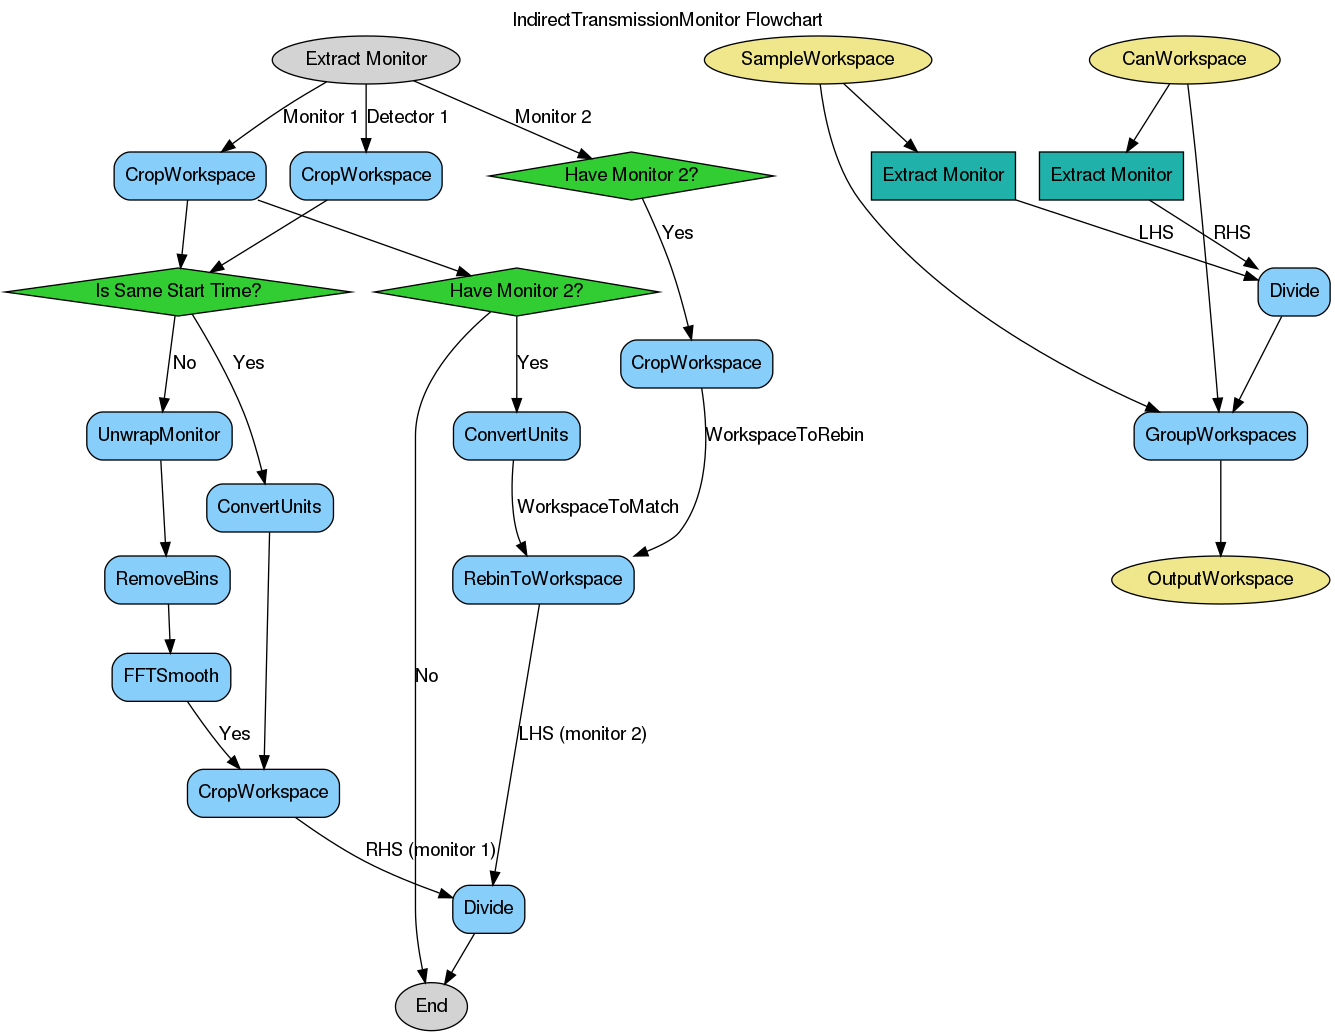 IndirectTransmissionMonitor Flowchart
Extract Monitor
SampleWorkspace
CanWorkspace
Monitor 1
Detector 1
Monitor 2
CropWorkspace
CropWorkspace
Have Monitor 2?
Extract Monitor
Extract Monitor
Yes
LHS
RHS
Is Same Start Time?
Have Monitor 2?
Divide
No
Yes
Yes
CropWorkspace
UnwrapMonitor
ConvertUnits
WorkspaceToRebin
GroupWorkspaces
ConvertUnits
WorkspaceToMatch
RemoveBins
RebinToWorkspace
OutputWorkspace
FFTSmooth
No
Yes
LHS (monitor 2)
CropWorkspace
RHS (monitor 1)
Divide
End